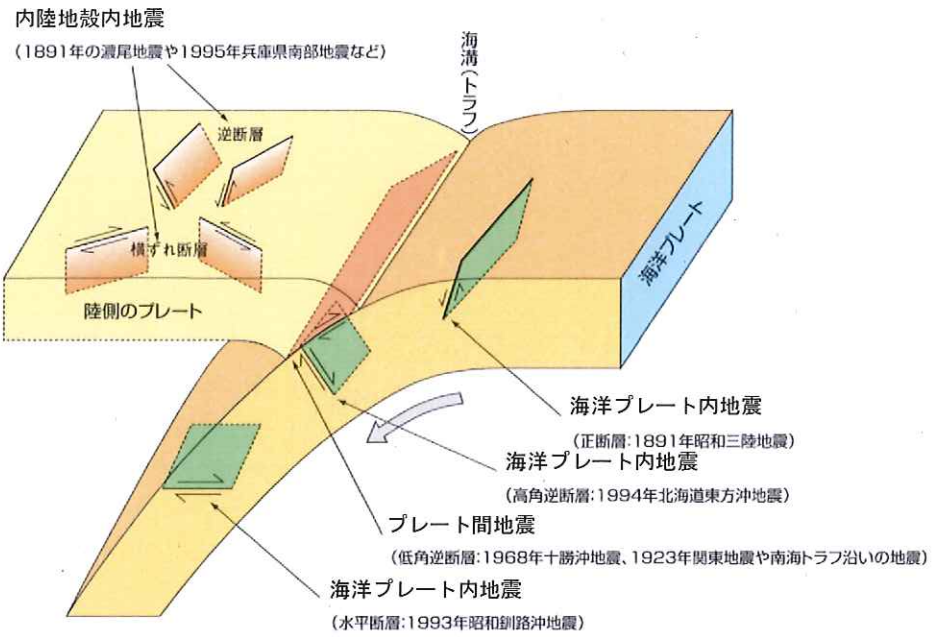 内陸地殻内地震
(1891年の濃尾地震や1995年兵庫県南部地震など)
海溝(トラフ)
逆断層
横ずれ断層
陸側のプレート
海洋プレート
海洋プレート内地震
(正断層:1891年昭和三陸地震)
海洋プレート内地震
(高角逆断層:1994年北海道東方沖地震)
プレート間地震
(低角逆断層:1968年十勝沖地震、1923年関東地震や南海トラフ沿いの地震)
海洋プレート内地震
(水平断層:1993年昭和釧路沖地震)